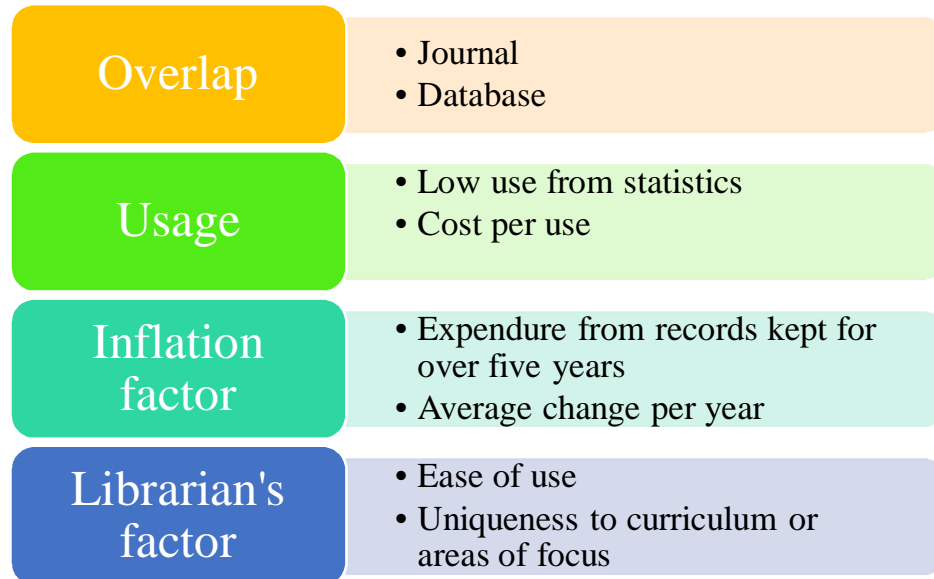 Overlap
• Journal
• Database
Usage
• Low use from statistics
• Cost per use
Inflation
factor
• Expendure from records kept for
over five years
• Average change per year
Librarian's
factor
• Ease of use
• Uniqueness to curriculum or
areas of focus